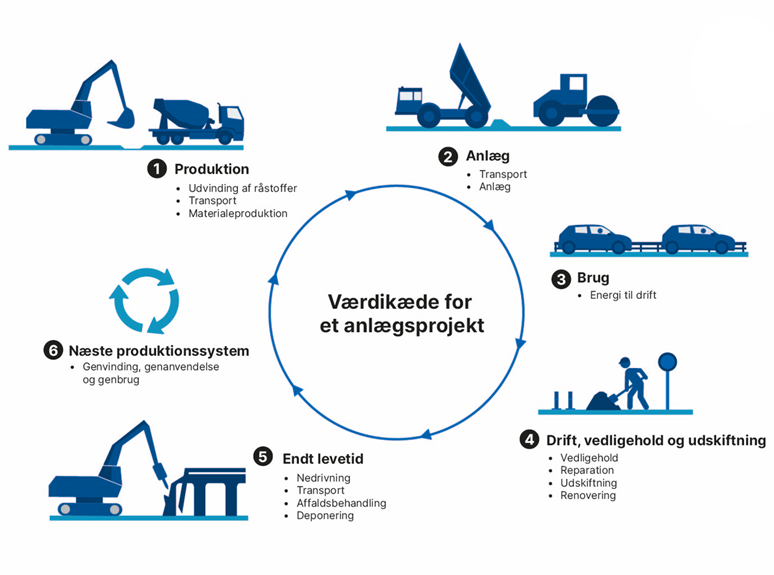 1 Produktion
• Udvinding af råstoffer
• Transport
• Materialeproduktion
2 Anlæg
• Transport
• Anlæg
3 Brug
• Energi til drift
4 Drift, vedligehold og udskiftning
• Vedligehold
• Reparation
• Udskiftning
• Renovering
5 Endt levetid
• Nedrivning
• Transport
• Affaldsbehandling
• Deponering
6 Næste produktionssystem
• Genvinding, genanvendelse
og genbrug
Værdikæde for
et anlægsprojekt